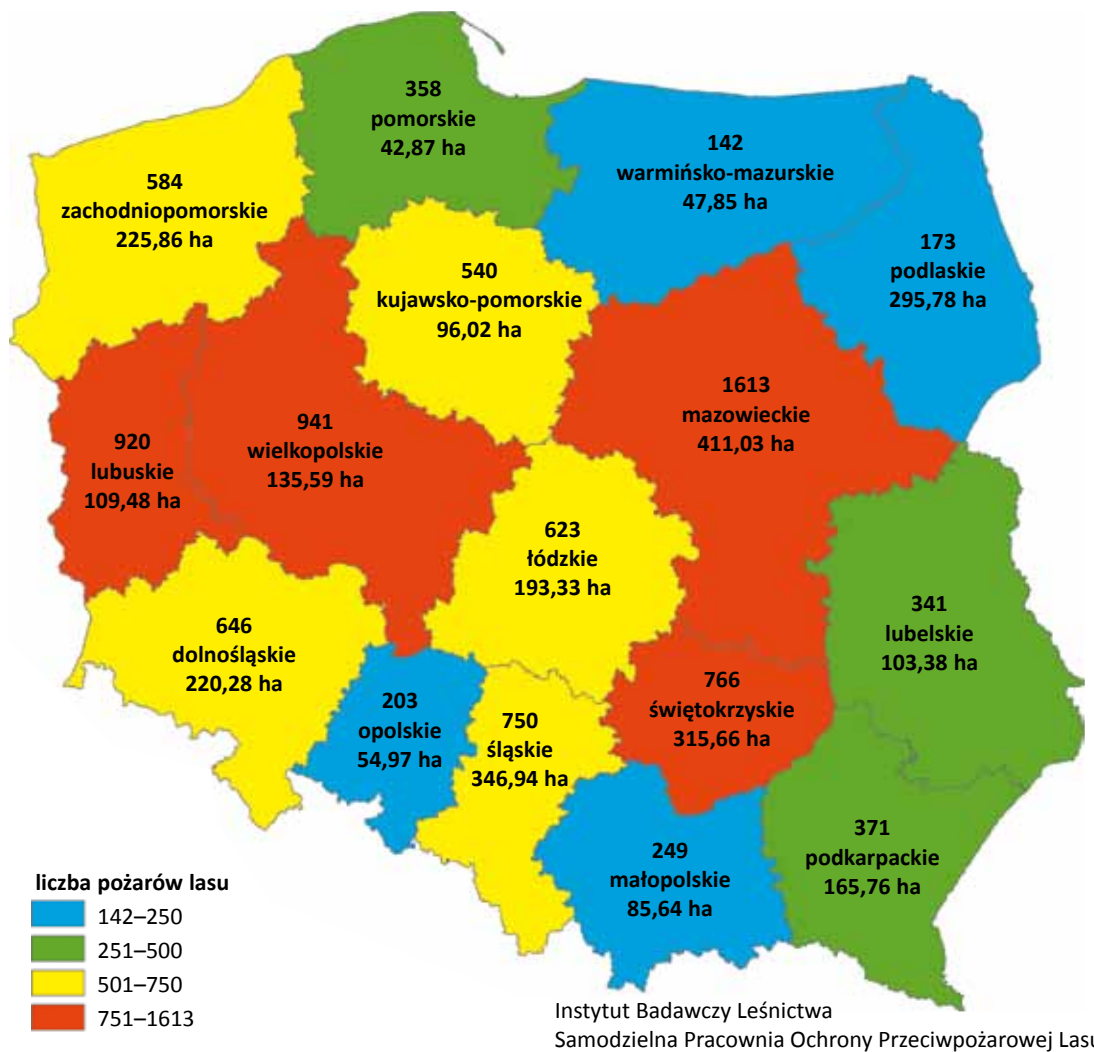 358
pomorskie
42,87 ha
142
warmińsko-mazurskie
47,85 ha
584
zachodniopomorskie
225,86 ha
173
podlaskie
295,78 ha
540
kujawsko-pomorskie
96,02 ha
1613
mazowieckie
411,03 ha
941
wielkopolskie
135,59 ha
920
lubuskie
109,48 ha
623
łódzkie
193,33 ha
341
lubelskie
103,38 ha
646
dolnośląskie
220,28 ha
766
świętokrzyskie
315,66 ha
203
opolskie
54,97 ha
750
śląskie
346,94 ha
371
podkarpackie
165,76 ha
249
małopolskie
85,64 ha
liczba pożarów lasu
142–250
251–500
501–750
751–1613
Instytut Badawczy Leśnictwa
Samodzielna Pracownia Ochrony Przeciwpożarowej Lasu